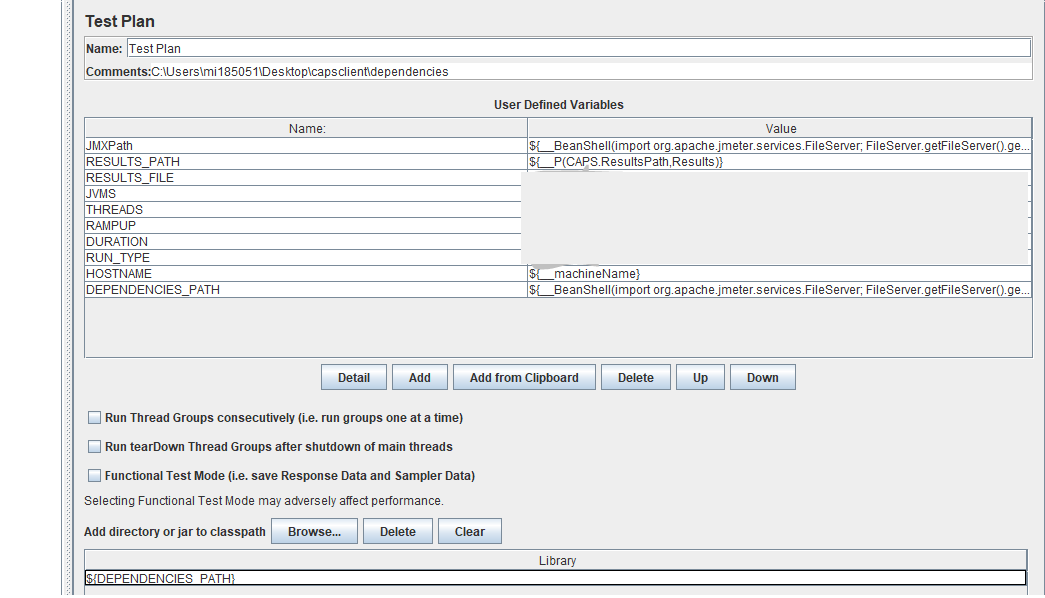 Test Plan
Name: Test Plan
Comments:C:\Users\mi185051\Desktop\capsclient\dependencies
User Defined Variables
Name: Value
JMXPath ${__BeanShell(import org.apache.jmeter.services.FileServer; FileServer.getFileServer().ge...
RESULTS_PATH ${__P(CAPS.ResultsPath,Results)}
RESULTS_FILE
JVMS
THREADS
RAMPUP
DURATION
RUN_TYPE
HOSTNAME ${__machineName}
DEPENDENCIES_PATH ${__BeanShell(import org.apache.jmeter.services.FileServer; FileServer.getFileServer().ge...
Detail Add Add from Clipboard Delete Up Down
Run Thread Groups consecutively (i.e. run groups one at a time)
Run tearDown Thread Groups after shutdown of main threads
Functional Test Mode (i.e. save Response Data and Sampler Data)
Selecting Functional Test Mode may adversely affect performance.
Add directory or jar to classpath Browse... Delete Clear
Library
${DEPENDENCIES_PATH}